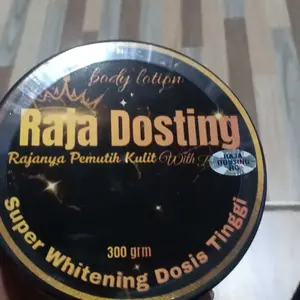 body lotion
Raja Dosting
Rajanya Pemutih Kulit With
RAJA
DOSTING
300 grm
Super Whitening Dosis Tinggi